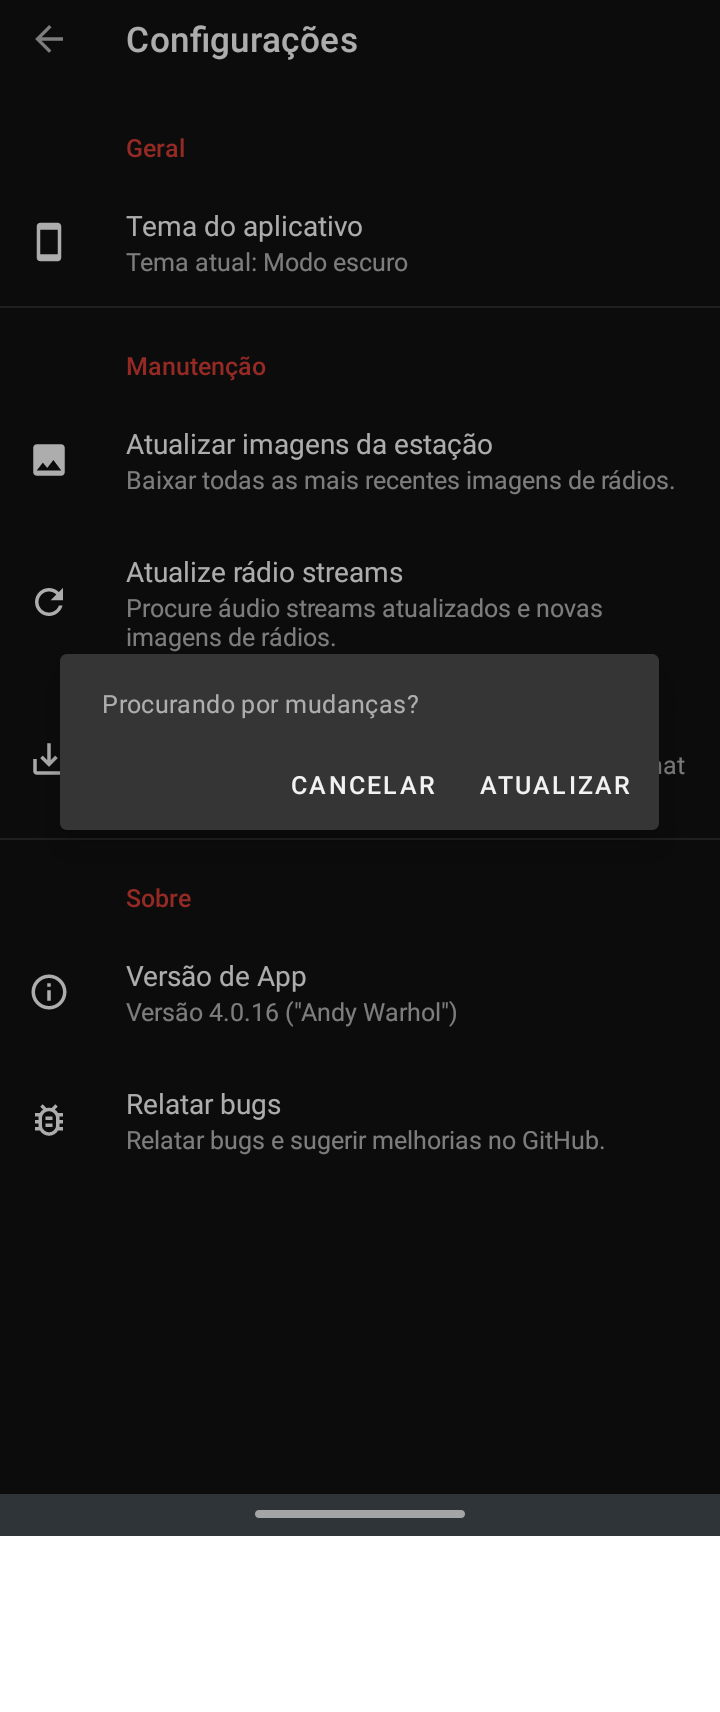 Configurações
Geral
Tema do aplicativo
Tema atual: Modo escuro
Manutenção
Atualizar imagens da estação
Baixar todas as mais recentes imagens de rádios.
Atualize rádio streams
Procure áudio streams atualizados e novas
imagens de rádios.
Procurando por mudanças?
CANCELAR ATUALIZAR
Sobre
Versão de App
Versão 4.0.16 ("Andy Warhol")
Relatar bugs
Relatar bugs e sugerir melhorias no GitHub.